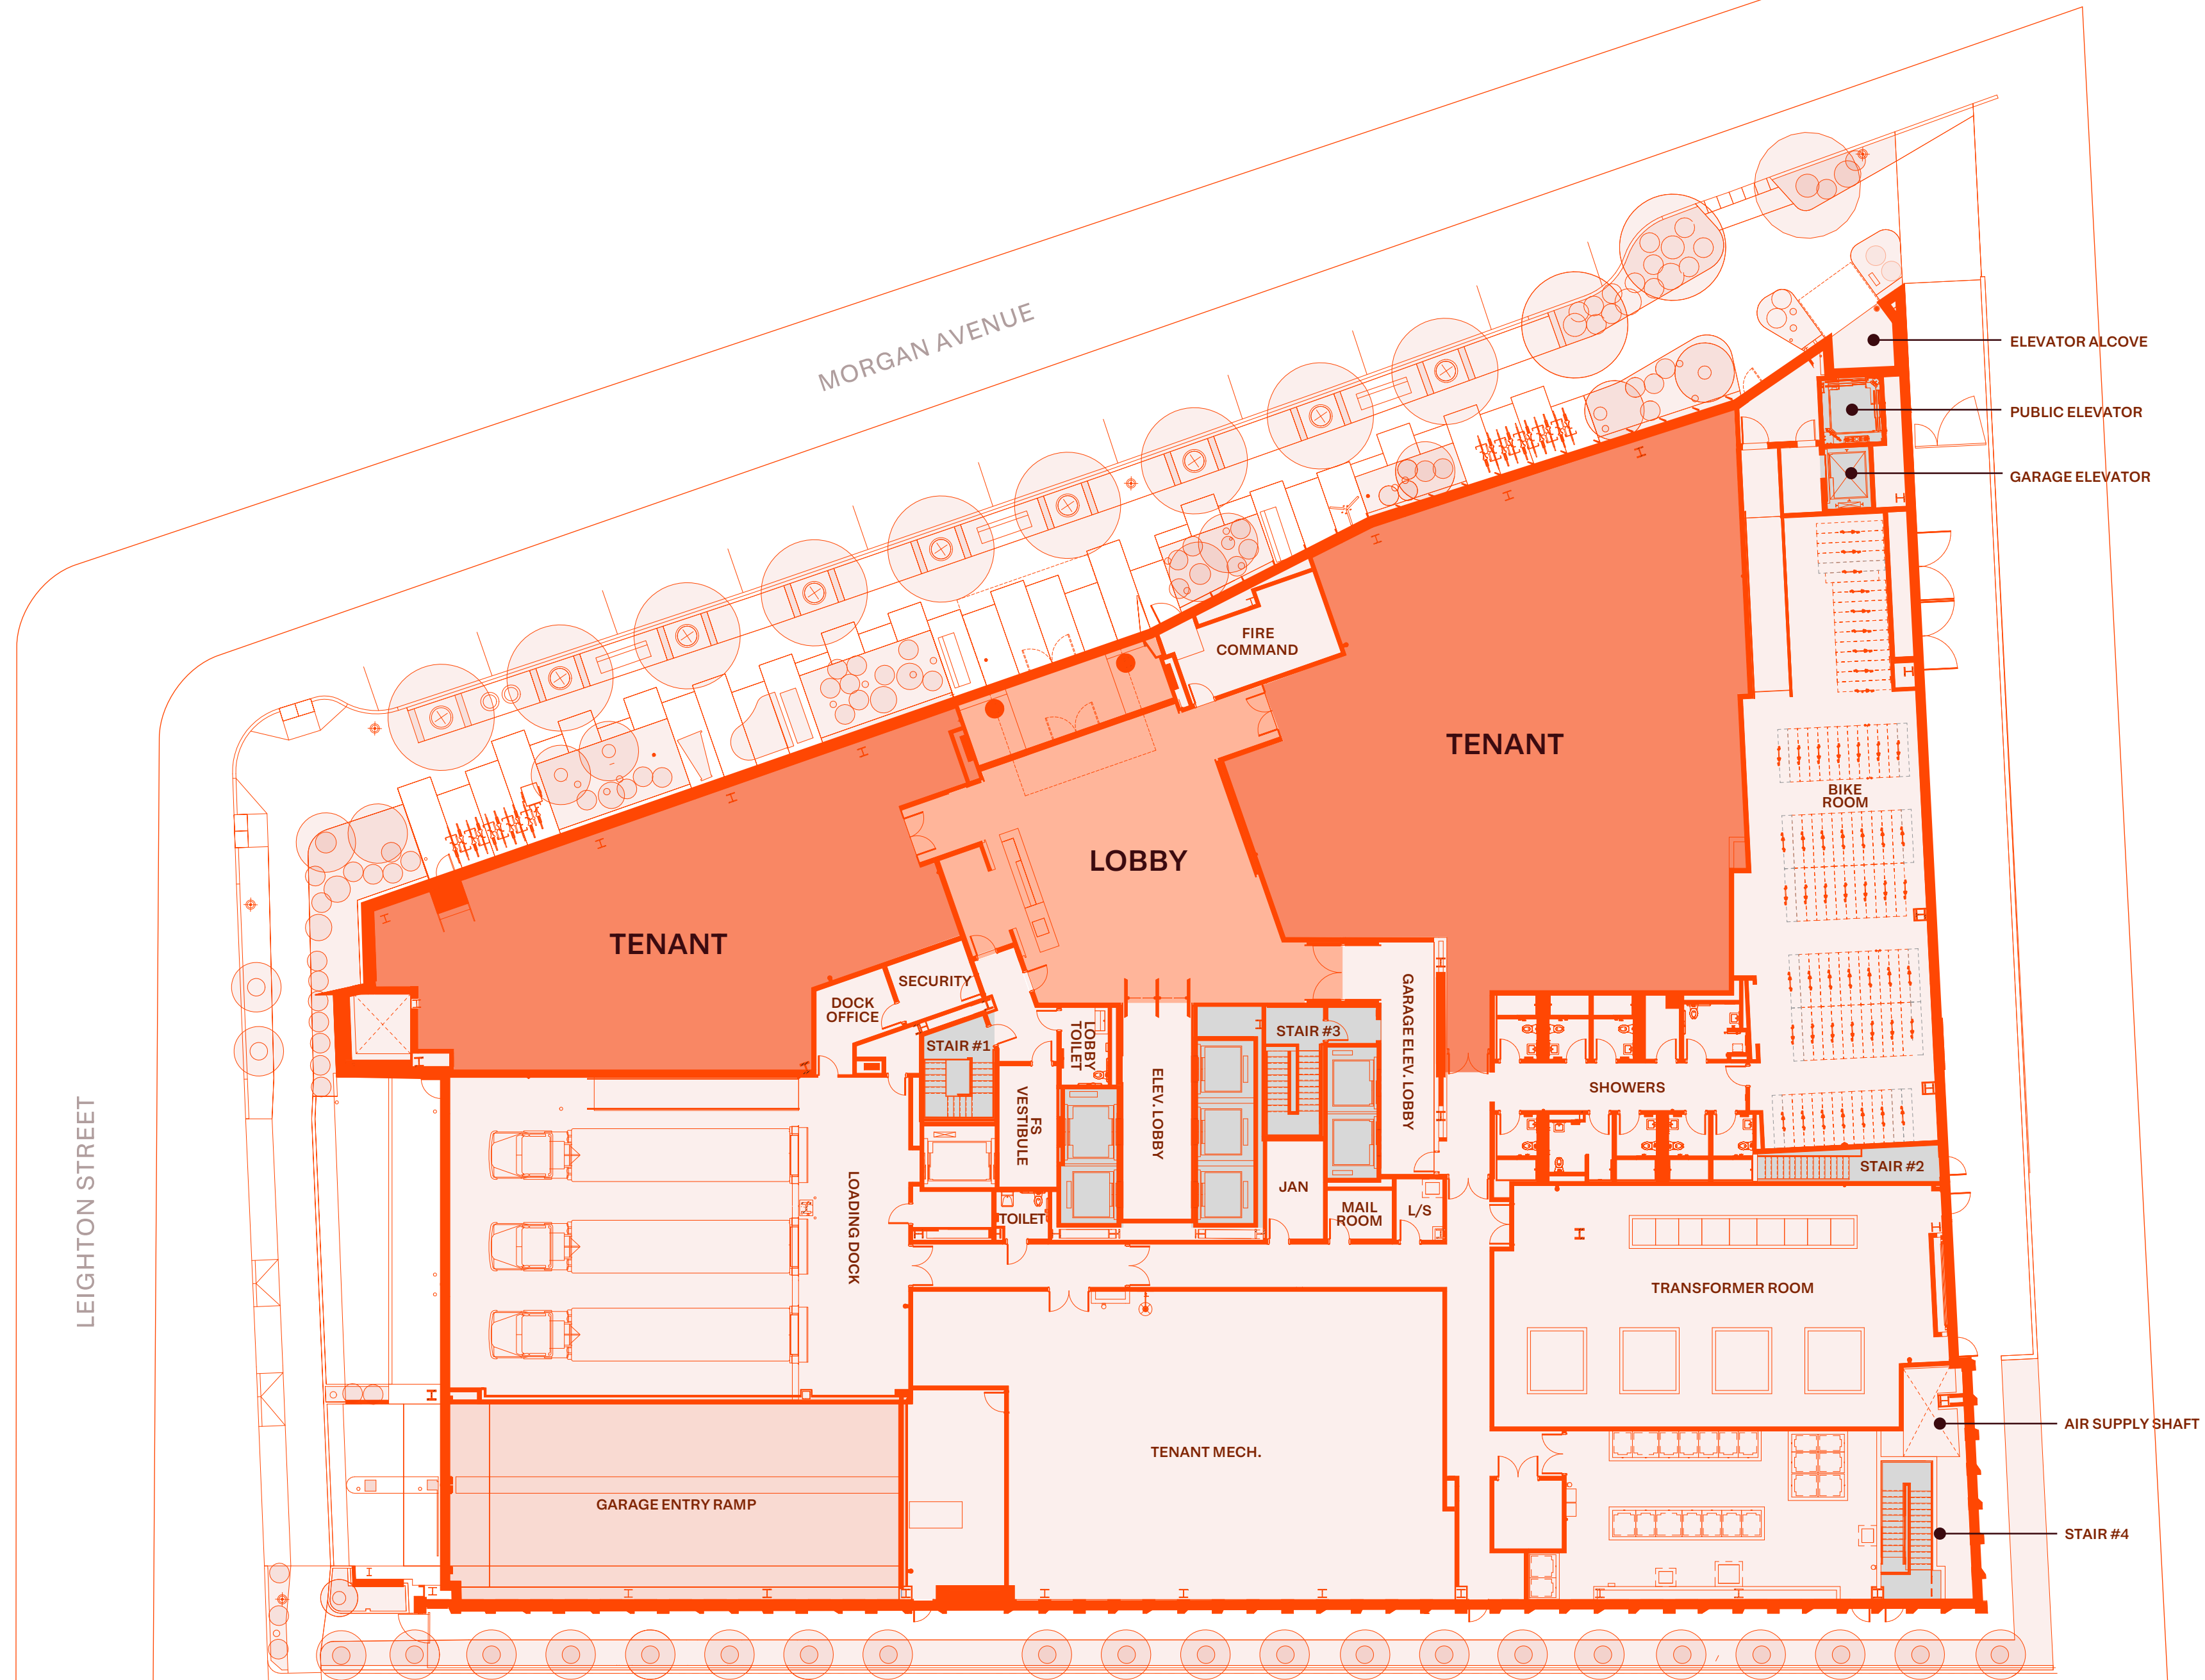 MORGAN AVENUE
ELEVATOR ALCOVE
PUBLIC ELEVATOR
GARAGE ELEVATOR
FIRE
COMMAND
TENANT
BIKE
ROOM
LOBBY
TENANT
SECURITY
DOCK
OFFICE
STAIR #1
LOBBY
TOILET
STAIR #3
GARAGE ELEV. LOBBY
ELEV. LOBBY
FS
VESTIBULE
SHOWERS
STAIR #2
LEIGHTON STREET
LOADING DOCK
TOILET
JAN
MAIL
ROOM
L/S
TRANSFORMER ROOM
AIR SUPPLY SHAFT
TENANT MECH.
GARAGE ENTRY RAMP
STAIR #4